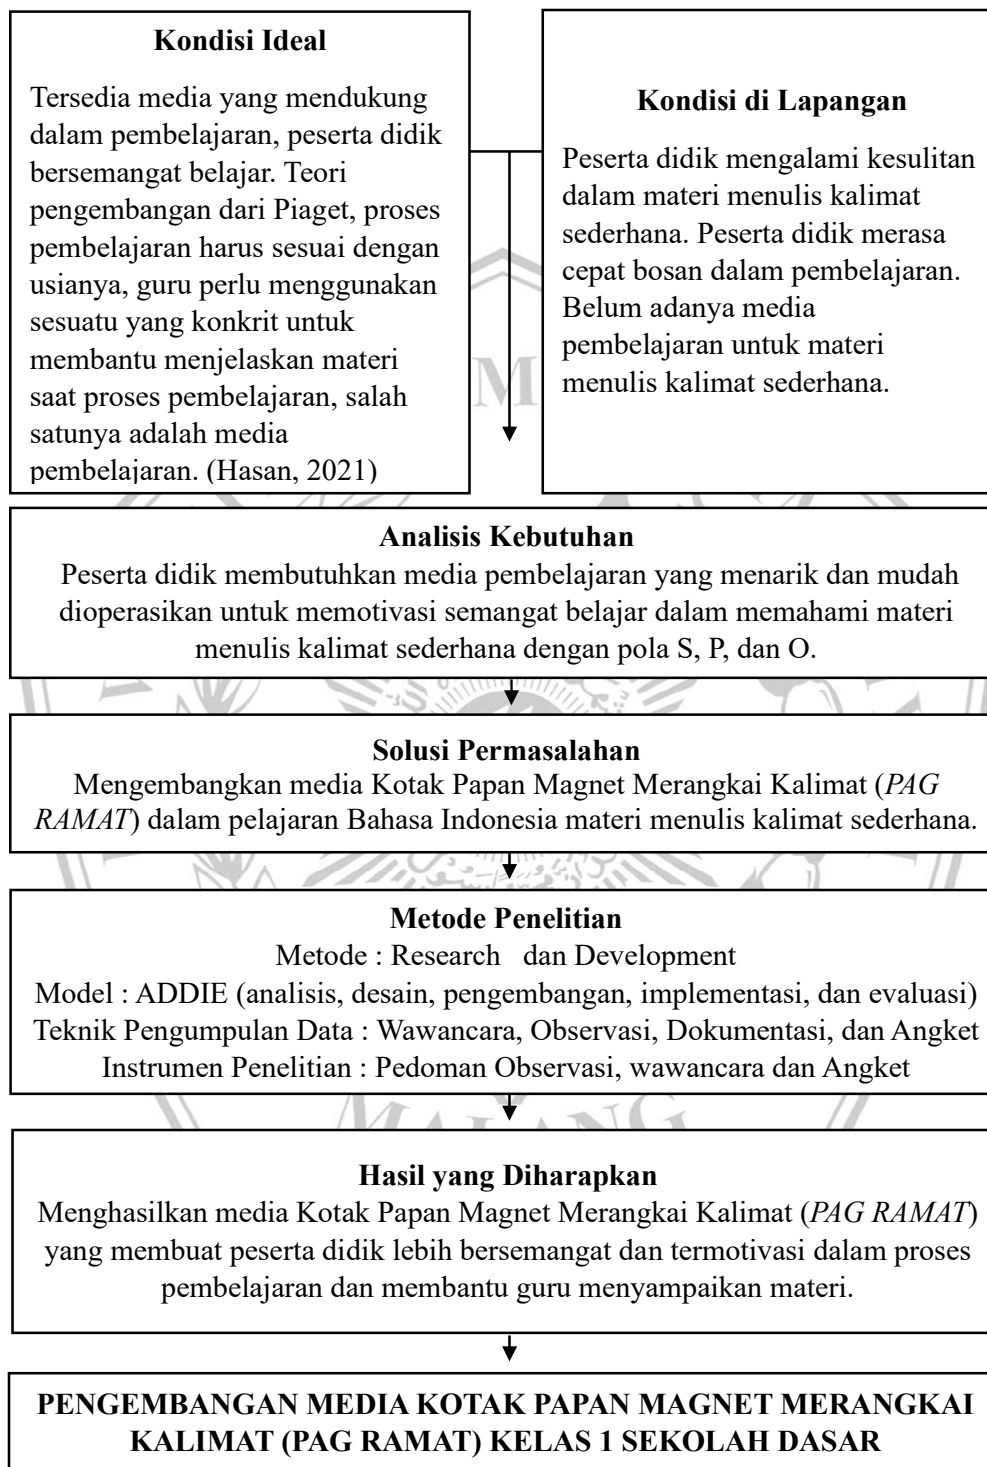 Kondisi Ideal
Tersedia media yang mendukung
dalam pembelajaran, peserta didik
bersemangat belajar. Teori
pengembangan dari Piaget, proses
pembelajaran harus sesuai dengan
usianya, guru perlu menggunakan
sesuatu yang konkrit untuk
membantu menjelaskan materi
saat proses pembelajaran, salah
satunya adalah media
pembelajaran. (Hasan, 2021)
Kondisi di Lapangan
Peserta didik mengalami kesulitan
dalam materi menulis kalimat
sederhana. Peserta didik merasa
cepat bosan dalam pembelajaran.
Belum adanya media
pembelajaran untuk materi
menulis kalimat sederhana.
M
Analisis Kebutuhan
Peserta didik membutuhkan media pembelajaran yang menarik dan mudah
dioperasikan untuk memotivasi semangat belajar dalam memahami materi
menulis kalimat sederhana dengan pola S, P, dan O.
Solusi Permasalahan
Mengembangkan media Kotak Papan Magnet Merangkai Kalimat (PAG
RAMAT) dalam pelajaran Bahasa Indonesia materi menulis kalimat sederhana.
Metode Penelitian
Metode : Research dan Development
Model : ADDIE (analisis, desain, pengembangan, implementasi, dan evaluasi)
Teknik Pengumpulan Data : Wawancara, Observasi, Dokumentasi, dan Angket
Instrumen Penelitian : Pedoman Observasi, wawancara dan Angket
MALANG
Hasil yang Diharapkan
Menghasilkan media Kotak Papan Magnet Merangkai Kalimat (PAG RAMAT)
yang membuat peserta didik lebih bersemangat dan termotivasi dalam proses
pembelajaran dan membantu guru menyampaikan materi.
PENGEMBANGAN MEDIA KOTAK PAPAN MAGNET MERANGKAI
KALIMAT (PAG RAMAT) KELAS 1 SEKOLAH DASAR